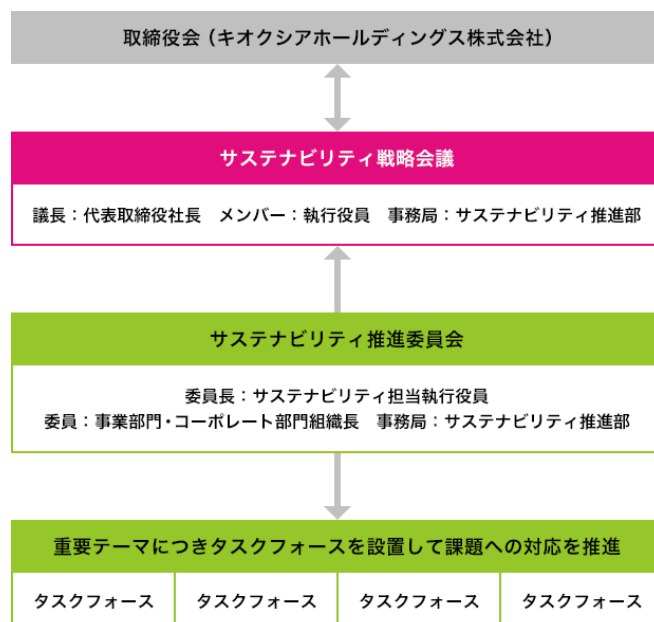 取締役会（キオクシアホールディングス株式会社）
サステナビリティ戦略会議
議長：代表取締役社長　メンバー：執行役員　事務局：サステナビリティ推進部
サステナビリティ推進委員会
委員長：サステナビリティ担当執行役員
委員：事業部門・コーポレート部門組織長　事務局：サステナビリティ推進部
重要テーマにつきタスクフォースを設置して課題への対応を推進
タスクフォース　タスクフォース　タスクフォース　タスクフォース